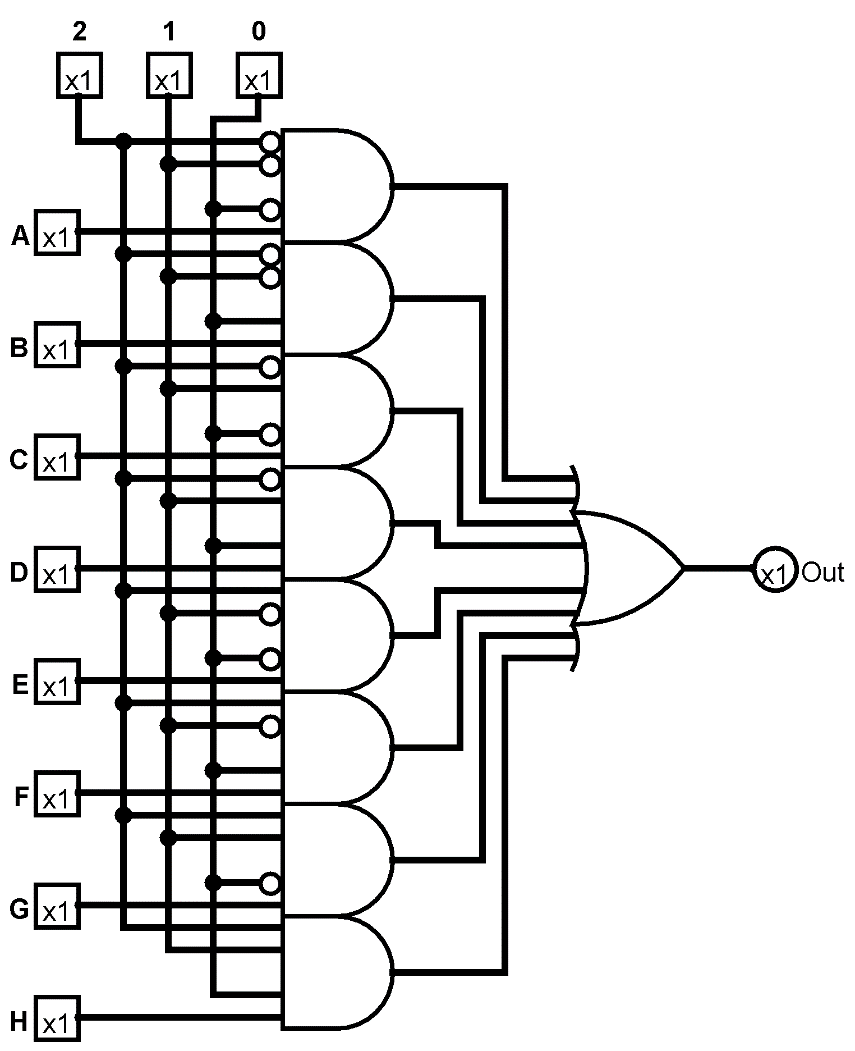 2 1 0
x1 x1 x1
A x1
B x1
C x1
D x1
x1 Out
E x1
F x1
G x1
H x1